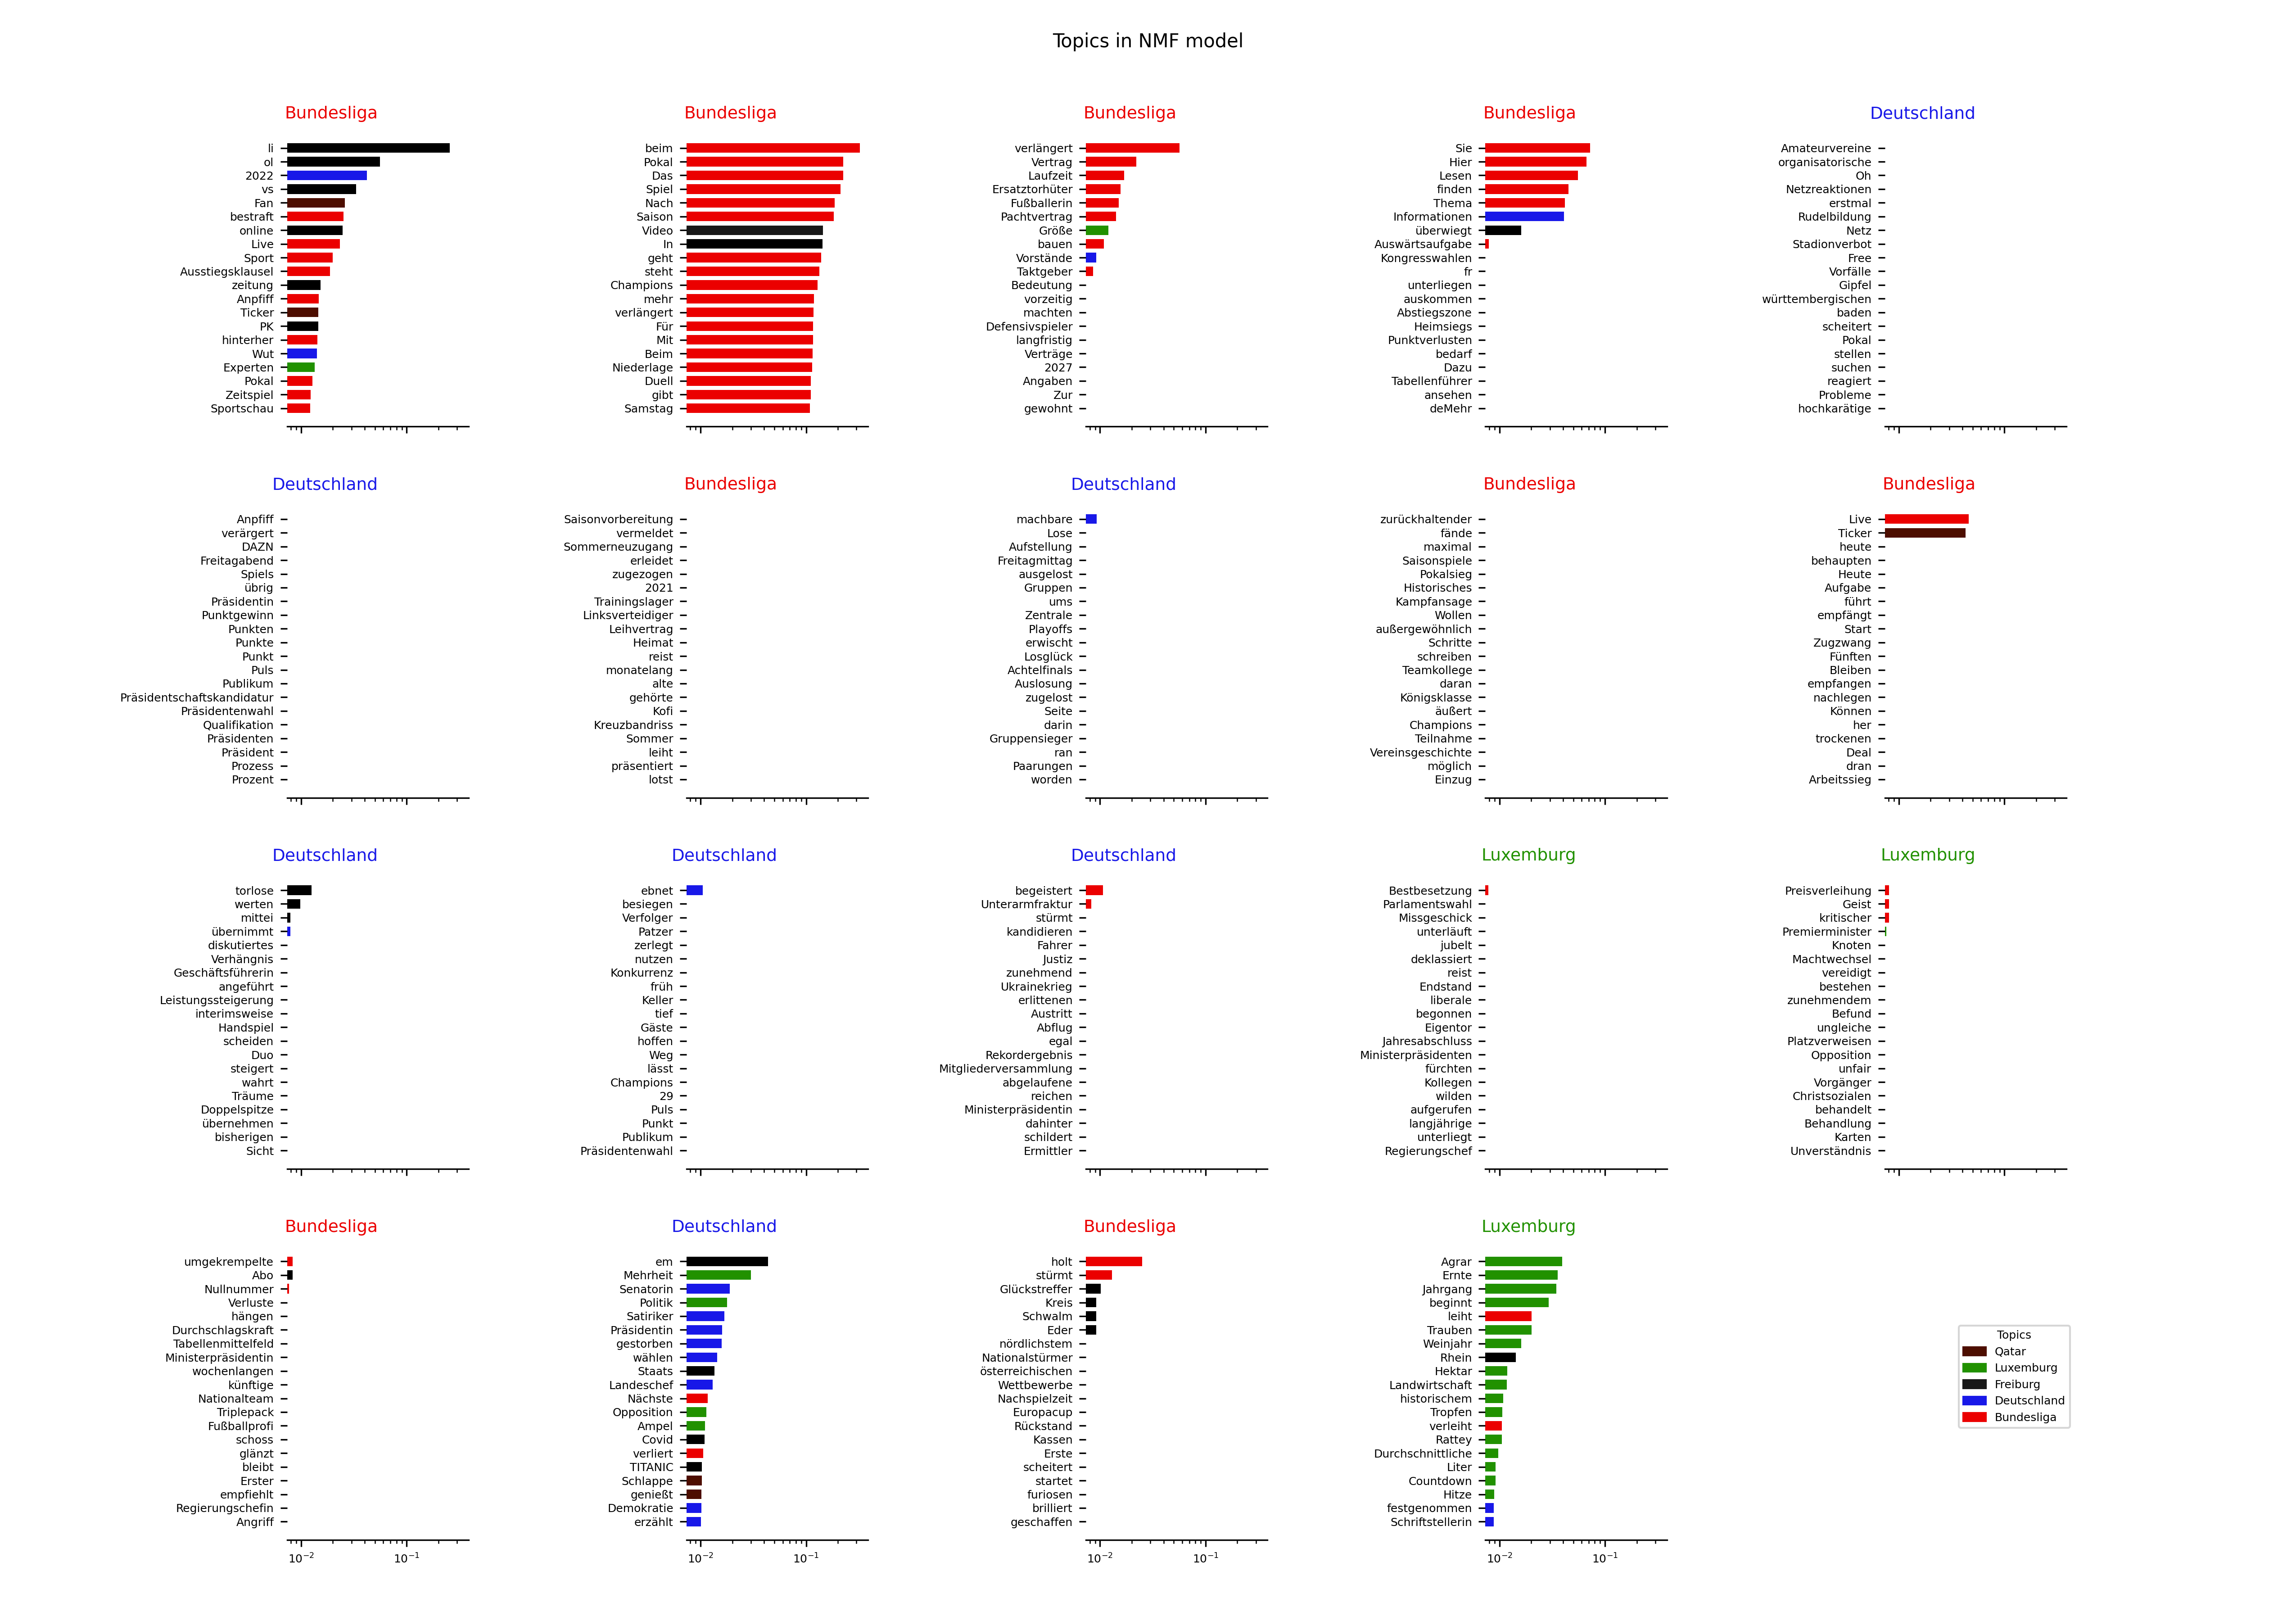 Topics in NMF model
Bundesliga
li
ol
2022
vs
Fan
bestraft
online
Live
Sport
Ausstiegsklausel
zeitung
Anpfiff
Ticker
PK
hinterher
Wut
Experten
Pokal
Zeitspiel
Sportschau
Bundesliga
beim
Pokal
Das
Spiel
Nach
Saison
Video
In
geht
steht
Champions
mehr
verlängert
Für
Mit
Beim
Niederlage
Duell
gibt
Samstag
Bundesliga
verlängert
Vertrag
Laufzeit
Ersatztorhüter
Fußballerin
Pachtvertrag
Größe
bauen
Vorstände
Taktgeber
Bedeutung
vorzeitig
machten
Defensivspieler
langfristig
Verträge
2027
Angaben
Zur
gewohnt
Bundesliga
Sie
Hier
Lesen
finden
Thema
Informationen
überwiegt
Auswärtsaufgabe
Kongresswahlen
fr
unterliegen
auskommen
Abstiegszone
Heimsiegs
Punktverlusten
bedarf
Dazu
Tabellenführer
ansehen
deMehr
Deutschland
Amateurvereine
organisatorische
Oh
Netzreaktionen
erstmal
Rudelbildung
Netz
Stadionverbot
Free
Vorfälle
Gipfel
württembergischen
baden
scheitert
Pokal
stellen
suchen
reagiert
Probleme
hochkarätige
Deutschland
Anpfiff
verärgert
DAZN
Freitagabend
Spiels
übrig
Präsidentin
Punktgewinn
Punkten
Punkte
Punkt
Puls
Publikum
Präsidentschaftskandidatur
Präsidentenwahl
Qualifikation
Präsidenten
Präsident
Prozess
Prozent
Bundesliga
Saisonvorbereitung
vermeldet
Sommerneuzugang
erleidet
zugezogen
2021
Trainingslager
Linksverteidiger
Leihvertrag
Heimat
reist
monatelang
alte
gehörte
Kofi
Kreuzbandriss
Sommer
leiht
präsentiert
lotst
Deutschland
machbare
Lose
Aufstellung
Freitagmittag
ausgelost
Gruppen
ums
Zentrale
Playoffs
erwischt
Losglück
Achtelfinals
Auslosung
zugelost
Seite
darin
Gruppensieger
ran
Paarungen
worden
Bundesliga
zurückhaltender
fände
maximal
Saisonspiele
Pokalsieg
Historisches
Kampfansage
Wollen
außergewöhnlich
Schritte
schreiben
Teamkollege
daran
Königsklasse
äußert
Champions
Teilnahme
Vereinsgeschichte
möglich
Einzug
Bundesliga
Live
Ticker
heute
behaupten
Heute
Aufgabe
führt
empfängt
Start
Zugzwang
Fünften
Bleiben
empfangen
nachlegen
Können
her
trockenen
Deal
dran
Arbeitssieg
Deutschland
torlose
werten
mittei
übernimmt
diskutiertes
Verhängnis
Geschäftsführerin
angeführt
Leistungssteigerung
interimsweise
Handspiel
scheiden
Duo
steigert
wahrt
Träume
Doppelspitze
übernehmen
bisherigen
Sicht
Deutschland
ebnet
besiegen
Verfolger
Patzer
zerlegt
nutzen
Konkurrenz
früh
Keller
tief
Gäste
hoffen
Weg
lässt
Champions
29
Puls
Punkt
Publikum
Präsidentenwahl
Deutschland
begeistert
Unterarmfraktur
stürmt
kandidieren
Fahrer
Justiz
zunehmend
Ukrainekrieg
erlittenen
Austritt
Abflug
egal
Rekordergebnis
Mitgliederversammlung
abgelaufene
reichen
Ministerpräsidentin
dahinter
schildert
Ermittler
Luxemburg
Bestbesetzung
Parlamentswahl
Missgeschick
unterläuft
jubelt
deklassiert
reist
Endstand
liberale
begonnen
Eigentor
Jahresabschluss
Ministerpräsidenten
fürchten
Kollegen
wilden
aufgerufen
langjährige
unterliegt
Regierungschef
Luxemburg
Preisverleihung
Geist
kritischer
Premierminister
Knoten
Machtwechsel
vereidigt
bestehen
zunehmendem
Befund
ungleiche
Platzverweisen
Opposition
unfair
Vorgänger
Christsozialen
behandelt
Behandlung
Karten
Unverständnis
Bundesliga
umgekrempelte
Abo
Nullnummer
Verluste
hängen
Durchschlagskraft
Tabellenmittelfeld
Ministerpräsidentin
wochenlangen
künftige
Nationalteam
Triplepack
Fußballprofi
schoss
glänzt
bleibt
Erster
empfiehlt
Regierungschefin
Angriff
10⁻² 10⁻¹
Deutschland
em
Mehrheit
Senatorin
Politik
Satiriker
Präsidentin
gestorben
wählen
Staats
Landeschef
Nächste
Opposition
Ampel
Covid
verliert
TITANIC
Schlappe
genießt
Demokratie
erzählt
10⁻² 10⁻¹
Bundesliga
holt
stürmt
Glückstreffer
Kreis
Schwalm
Eder
nördlichstem
Nationalstürmer
österreichischen
Wettbewerbe
Nachspielzeit
Europacup
Rückstand
Kassen
Erste
scheitert
startet
furiosen
brilliert
geschaffen
10⁻² 10⁻¹
Luxemburg
Agrar
Ernte
Jahrgang
beginnt
leiht
Trauben
Weinjahr
Rhein
Hektar
Landwirtschaft
historischem
Tropfen
verleiht
Rattey
Durchschnittliche
Liter
Countdown
Hitze
festgenommen
Schriftstellerin
10⁻² 10⁻¹
Topics
Qatar
Luxemburg
Freiburg
Deutschland
Bundesliga